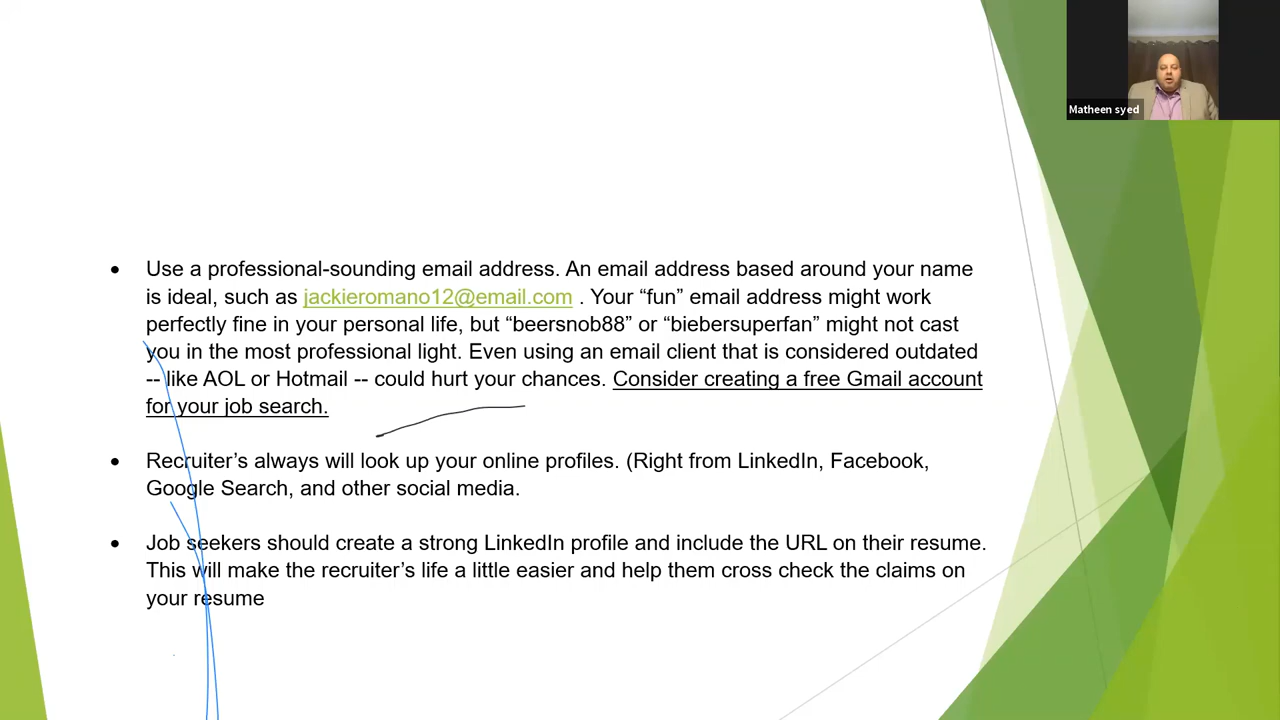 Matheen syed
Use a professional-sounding email address. An email address based around your name
is ideal, such as jackieromano12@email.com . Your “fun” email address might work
perfectly fine in your personal life, but “beersnob88” or “biebersuperfan” might not cast
you in the most professional light. Even using an email client that is considered outdated
-- like AOL or Hotmail -- could hurt your chances. Consider creating a free Gmail account
for your job search.
Recruiter’s always will look up your online profiles. (Right from LinkedIn, Facebook,
Google Search, and other social media.
Job seekers should create a strong LinkedIn profile and include the URL on their resume.
This will make the recruiter’s life a little easier and help them cross check the claims on
your resume